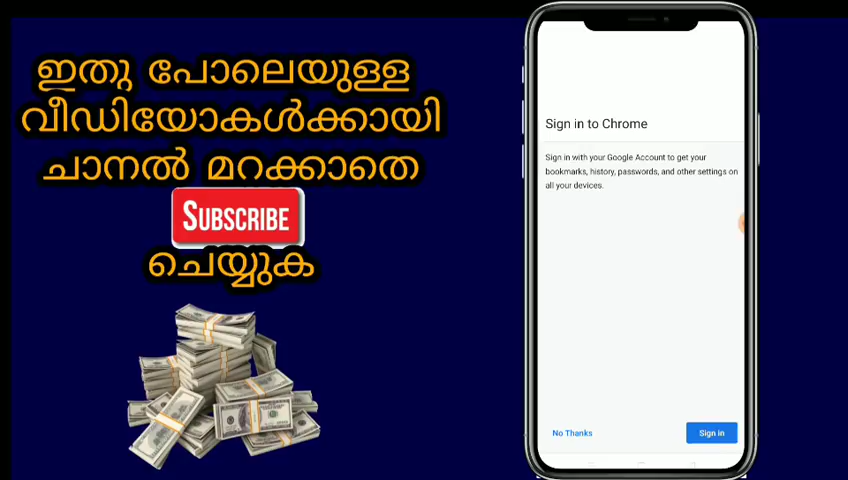 ഇതു പോലെയുള്ള
വീഡിയോകൾക്കായി
ചാനൽ മറക്കാതെ
SUBSCRIBE
ചെയ്യുക
Sign in to Chrome
Sign in with your Google Account to get your
bookmarks, history, passwords, and other settings on
all your devices.
No Thanks
Sign in